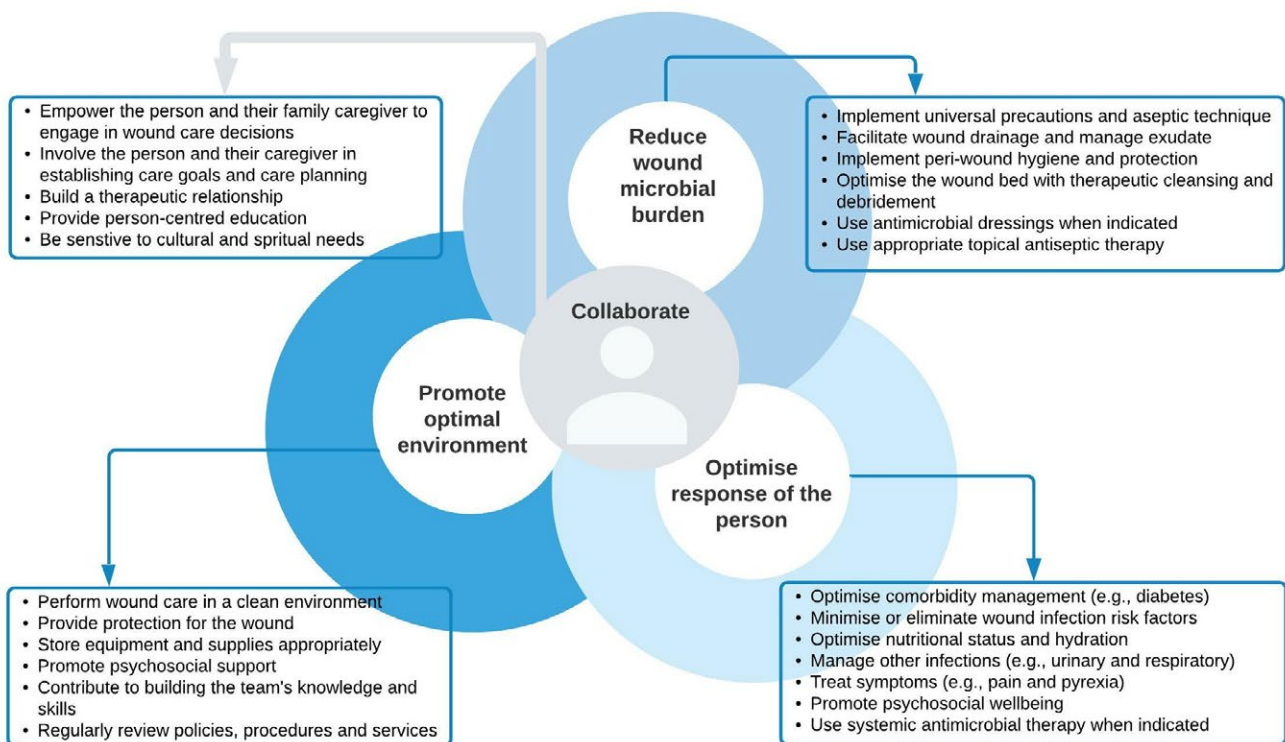 • Empower the person and their family caregiver to
engage in wound care decisions
• Involve the person and their caregiver in
establishing care goals and care planning
• Build a therapeutic relationship
• Provide person-centred education
• Be senstive to cultural and spritual needs
Reduce
wound
microbial
burden
• Implement universal precautions and aseptic technique
• Facilitate wound drainage and manage exudate
• Implement peri-wound hygiene and protection
• Optimise the wound bed with therapeutic cleansing and
debridement
• Use antimicrobial dressings when indicated
• Use appropriate topical antiseptic therapy
Collaborate
Promote
optimal
environment
Optimise
response of the
person
• Perform wound care in a clean environment
• Provide protection for the wound
• Store equipment and supplies appropriately
• Promote psychosocial support
• Contribute to building the team's knowledge and
skills
• Regularly review policies, procedures and services
• Optimise comorbidity management (e.g., diabetes)
• Minimise or eliminate wound infection risk factors
• Optimise nutritional status and hydration
• Manage other infections (e.g., urinary and respiratory)
• Treat symptoms (e.g., pain and pyrexia)
• Promote psychosocial wellbeing
• Use systemic antimicrobial therapy when indicated